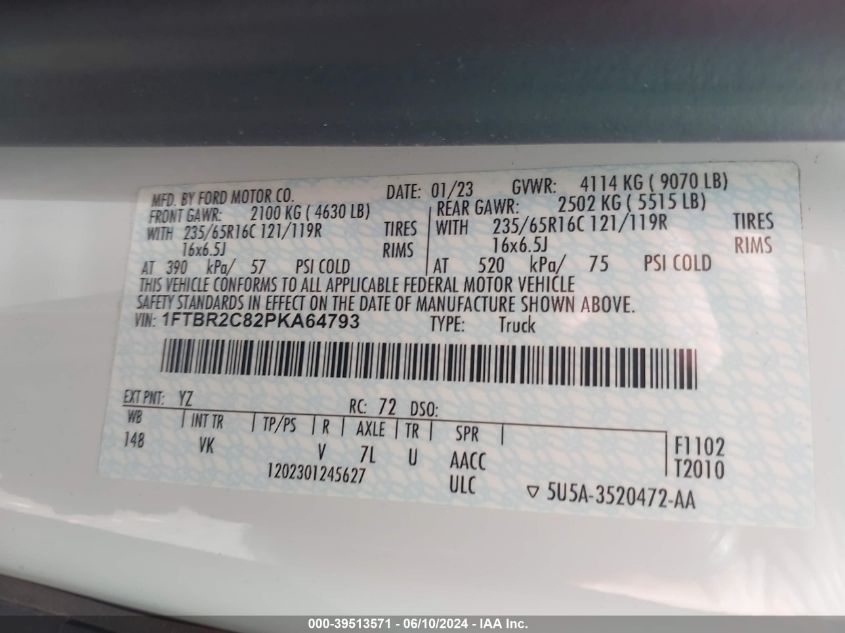 MFD. BY FORD MOTOR CO. DATE: 01/23 GVWR: 4114 KG ( 9070 LB)
FRONT GAWR: 2100 KG ( 4630 LB) REAR GAWR: 2502 KG ( 5515 LB)
WITH 235/65R16C 121/119R TIRES WITH 235/65R16C 121/119R TIRES
16x6.5J RIMS 16x6.5J RIMS
AT 390 kPa/ 57 PSI COLD AT 520 kPa/ 75 PSI COLD
THIS VEHICLE CONFORMS TO ALL APPLICABLE FEDERAL MOTOR VEHICLE
SAFETY STANDARDS IN EFFECT ON THE DATE OF MANUFACTURE SHOWN ABOVE.
VIN: 1FTBR2C82PKA64793 TYPE: Truck
EXT PNT: YZ RC: 72 DSO:
WB INT TR TP/PS R AXLE TR SPR
148 VK V 7L U AACC F1102
1202301245627 ULC T2010
5U5A-3520472-AA
000-39513571 - 06/10/2024 - IAA Inc.